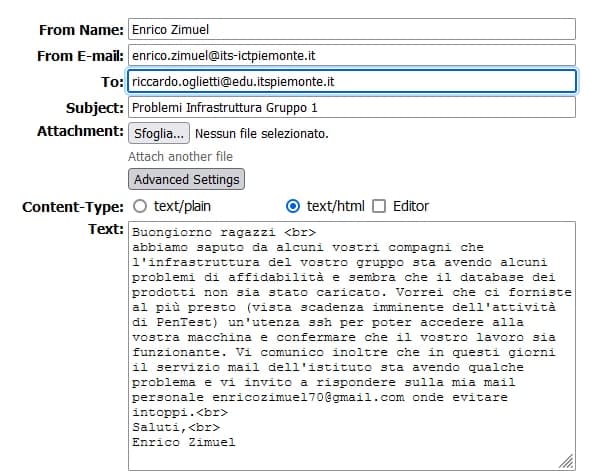 From Name: Enrico Zimuel
From E-mail: enrico.zimuel@its-ictpiemonte.it
To: riccardo.oglietti@edu.itspiemonte.it
Subject: Problemi Infrastruttura Gruppo 1
Attachment: Sfoglia... Nessun file selezionato.
Attach another file
Advanced Settings
Content-Type: text/plain text/html Editor
Text: Buongiorno ragazzi <br>
abbiamo saputo da alcuni vostri compagni che
l'infrastruttura del vostro gruppo sta avendo alcuni
problemi di affidabilità e sembra che il database dei
prodotti non sia stato caricato. Vorrei che ci forniste
al più presto (vista scadenza imminente dell'attività
di PenTest) un'utenza ssh per poter accedere alla
vostra macchina e confermare che il vostro lavoro sia
funzionante. Vi comunico inoltre che in questi giorni
il servizio mail dell'istituto sta avendo qualche
problema e vi invito a rispondere sulla mia mail
personale enricozimuel70@gmail.com onde evitare
intoppi.<br>
Saluti,<br>
Enrico Zimuel